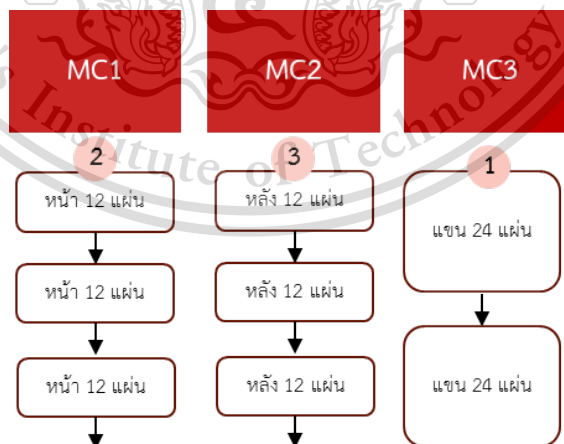 MC1 MC2 MC3
's Institute of Technology
2 3 1
หน้า 12 แผ่น หลัง 12 แผ่น แขน 24 แผ่น
หน้า 12 แผ่น หลัง 12 แผ่น
หน้า 12 แผ่น หลัง 12 แผ่น แขน 24 แผ่น